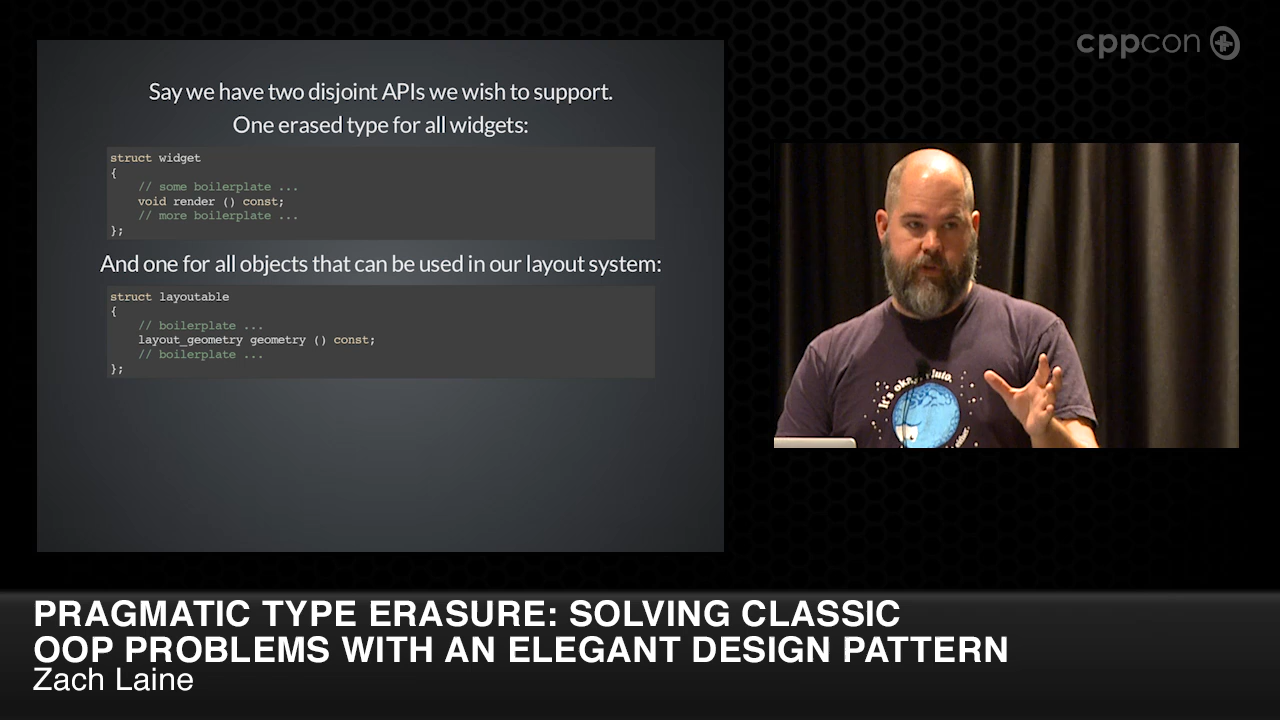 cppcon
Say we have two disjoint APIs we wish to support.
One erased type for all widgets:
struct widget
{
    // some boilerplate ...
    void render () const;
    // more boilerplate ...
};
And one for all objects that can be used in our layout system:
struct layoutable
{
    // boilerplate ...
    layout_geometry geometry () const;
    // boilerplate ...
};
It's okay, Pluto.
PRAGMATIC TYPE ERASURE: SOLVING CLASSIC
OOP PROBLEMS WITH AN ELEGANT DESIGN PATTERN
Zach Laine